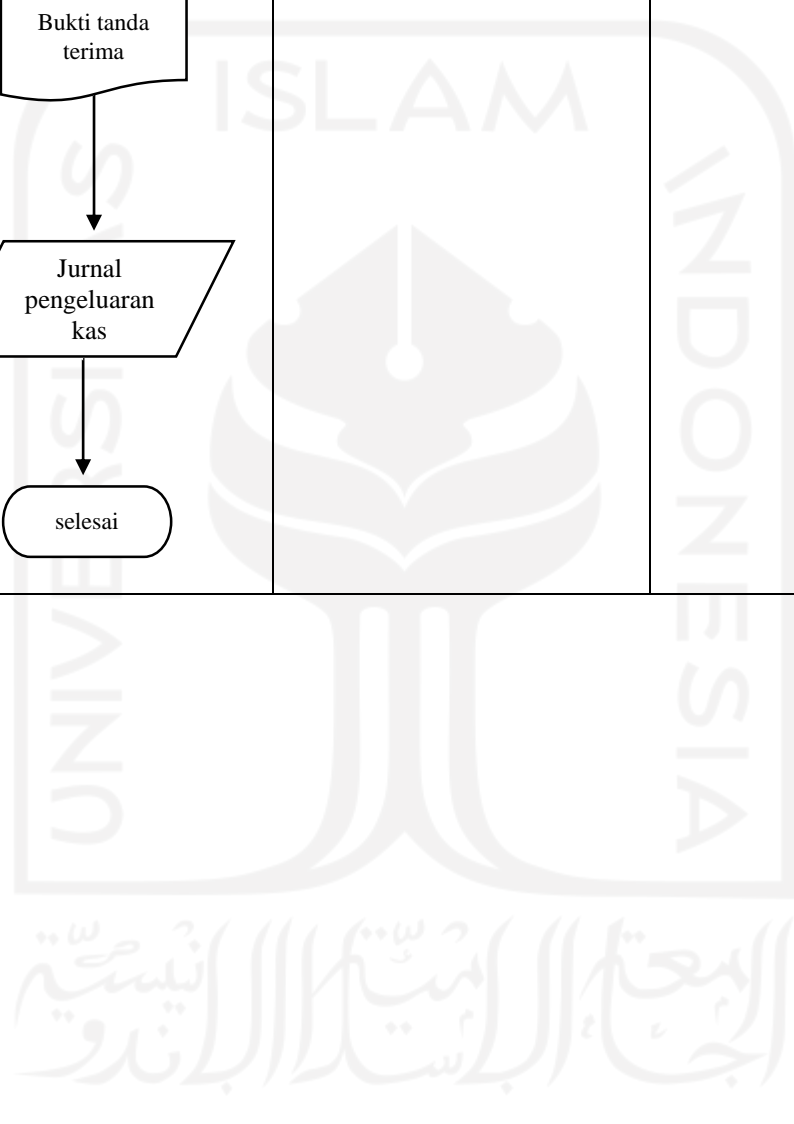 Bukti tanda
terima
Jurnal
pengeluaran
kas
selesai
ISLAM
UNIVERSITAS
INDONESIA